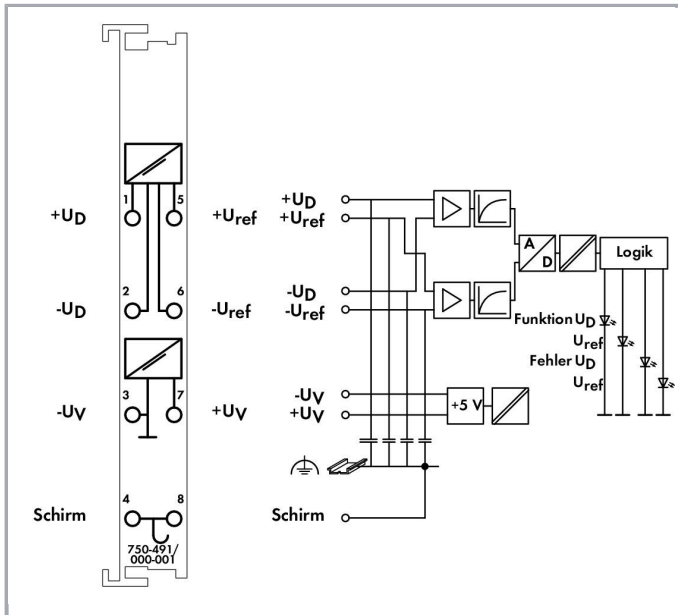 1 5
+UD +Uref
2 6
-UD -Uref
3 7
-UV +UV
4 8
Schirm
750-491/
000-001
+UD
+Uref
-UD
-Uref
-UV
+UV
Schirm
+5 V
A
D
Logik
Funktion UD
Uref
Fehler UD
Uref